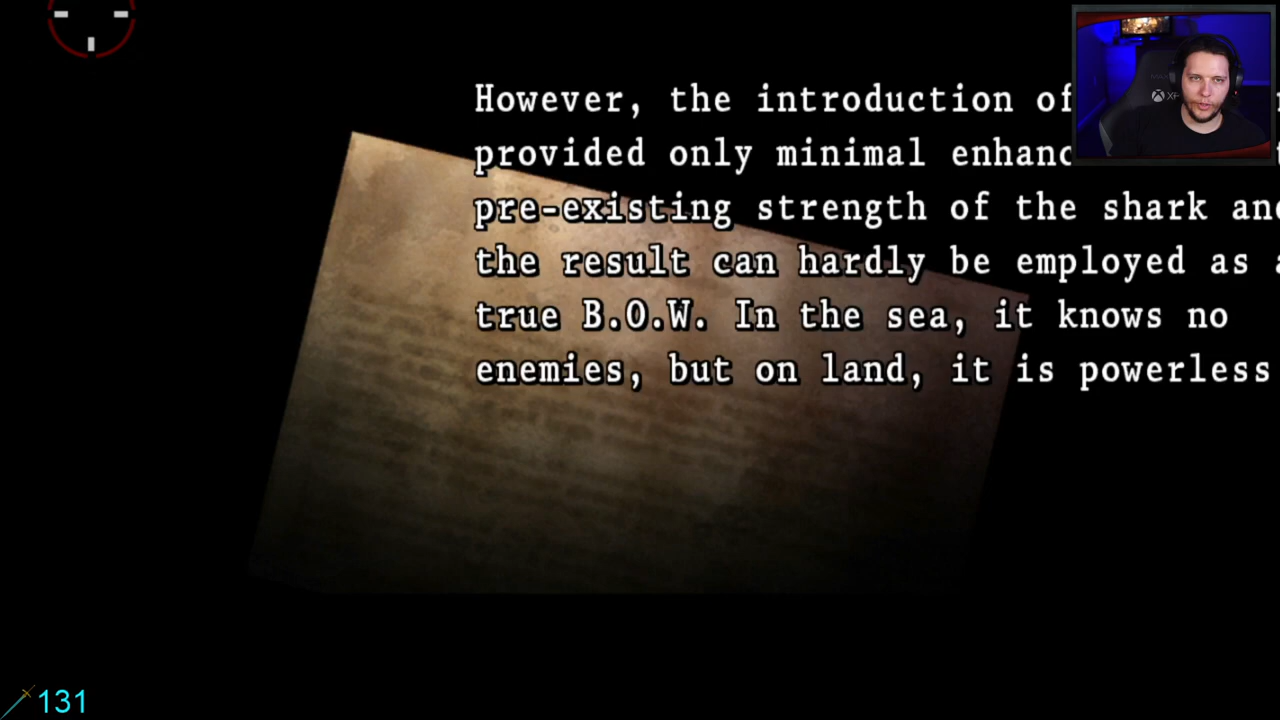 However, the introduction of
provided only minimal
pre-existing strength of the shark and
the result can hardly be employed as
true B.O.W. In the sea, it knows no
enemies, but on land, it is powerless
131